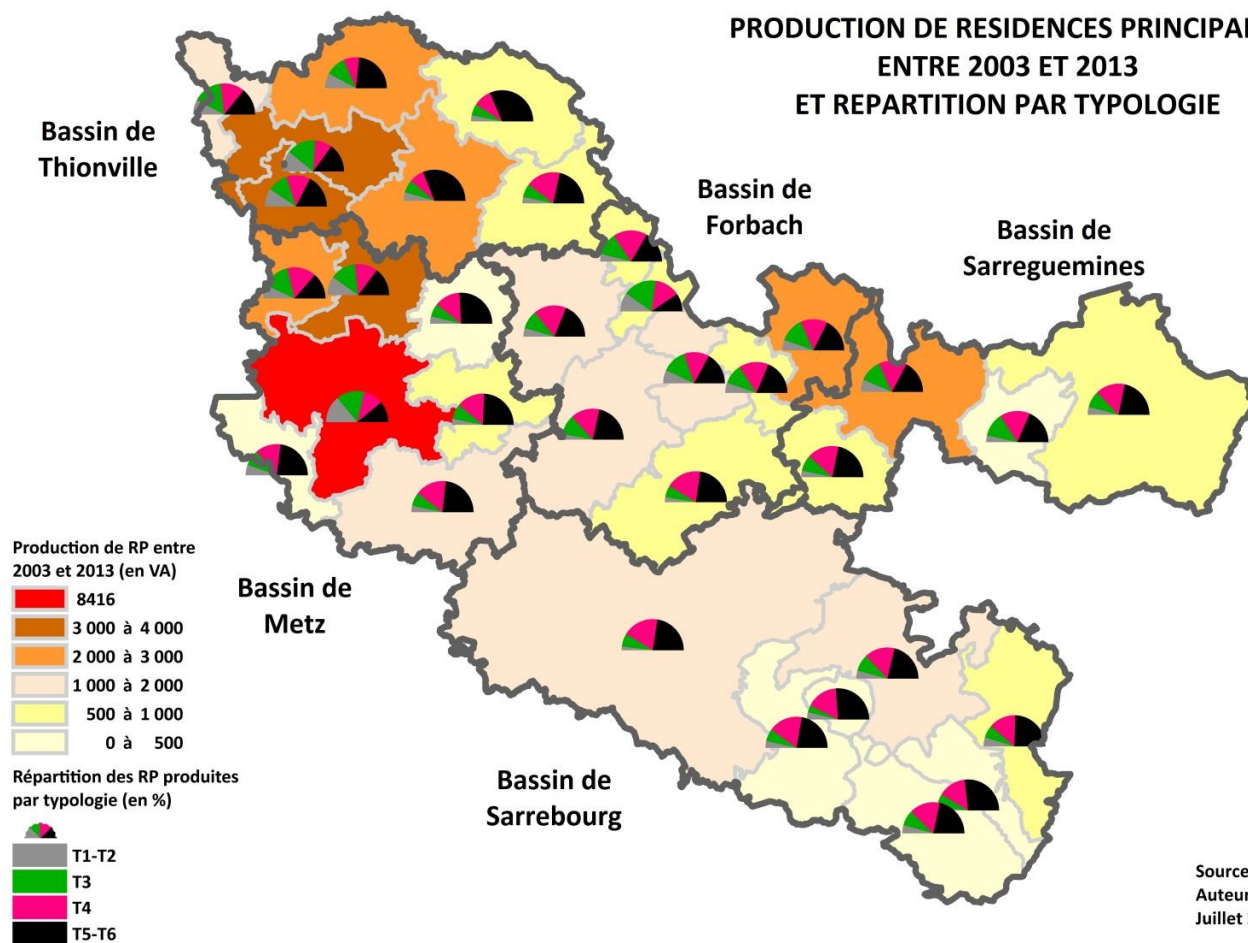 PRODUCTION DE RESIDENCES PRINCIPA
ENTRE 2003 ET 2013
ET REPARTITION PAR TYPOLOGIE
Bassin de
Thionville
Bassin de
Forbach
Bassin de
Sarreguemines
Bassin de
Metz
Bassin de
Sarrebourg
Production de RP entre
2003 et 2013 (en VA)
8416
3 000 à 4 000
2 000 à 3 000
1 000 à 2 000
500 à 1 000
0 à 500
Répartition des RP produites
par typologie (en %)
T1-T2
T3
T4
T5-T6
Source
Auteur
Juillet